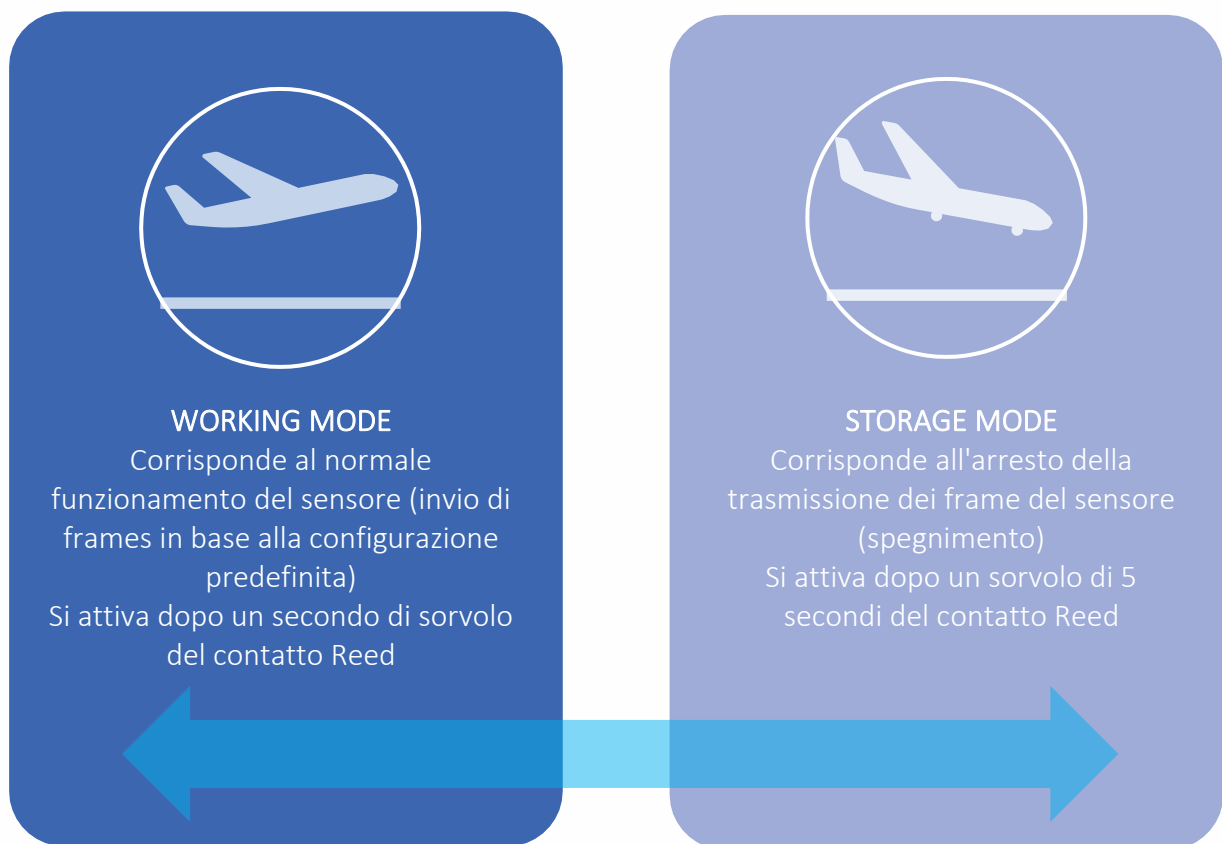 WORKING MODE
Corrisponde al normale
funzionamento del sensore (invio di
frames in base alla configurazione
predefinita)
Si attiva dopo un secondo di sorvolo
del contatto Reed
STORAGE MODE
Corrisponde all'arresto della
trasmissione dei frame del sensore
(spegnimento)
Si attiva dopo un sorvolo di 5
secondi del contatto Reed